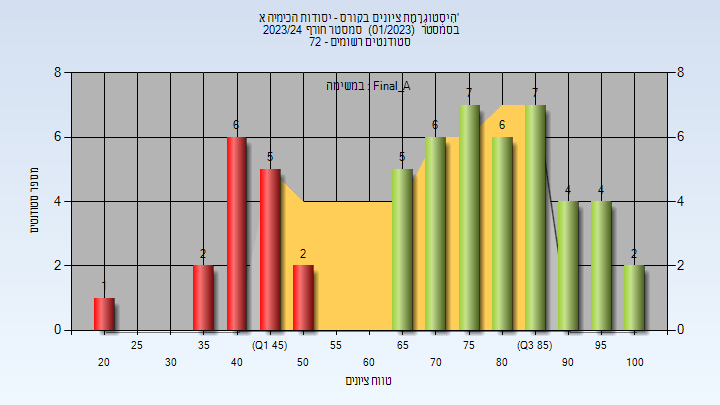 הִיסְטוֹגְרָמַת ציונים בקורס - יסודות הכימיה א'
בסמסטר (01/2023) סמסטר חורף 2023/24
סטודנטים רשומים - 72
במשימה : Final_A
מספר סטודנטים
8 8
6 6
4 4
2 2
0 0
1 2 6 5 2 5 6 7 6 7 4 4 2
25 35 (Q1 45) 55 65 75 (Q3 85) 95
20 30 40 50 60 70 80 90 100
טווח ציונים